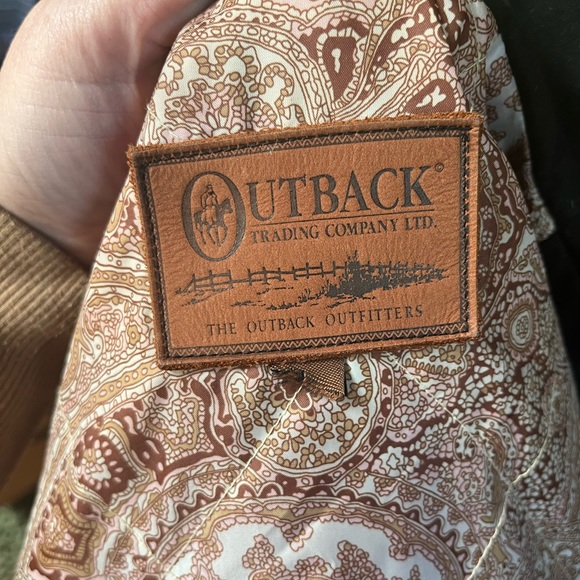 OUTBACK©
TRADING COMPANY LTD.
THE OUTBACK OUTFITTERS